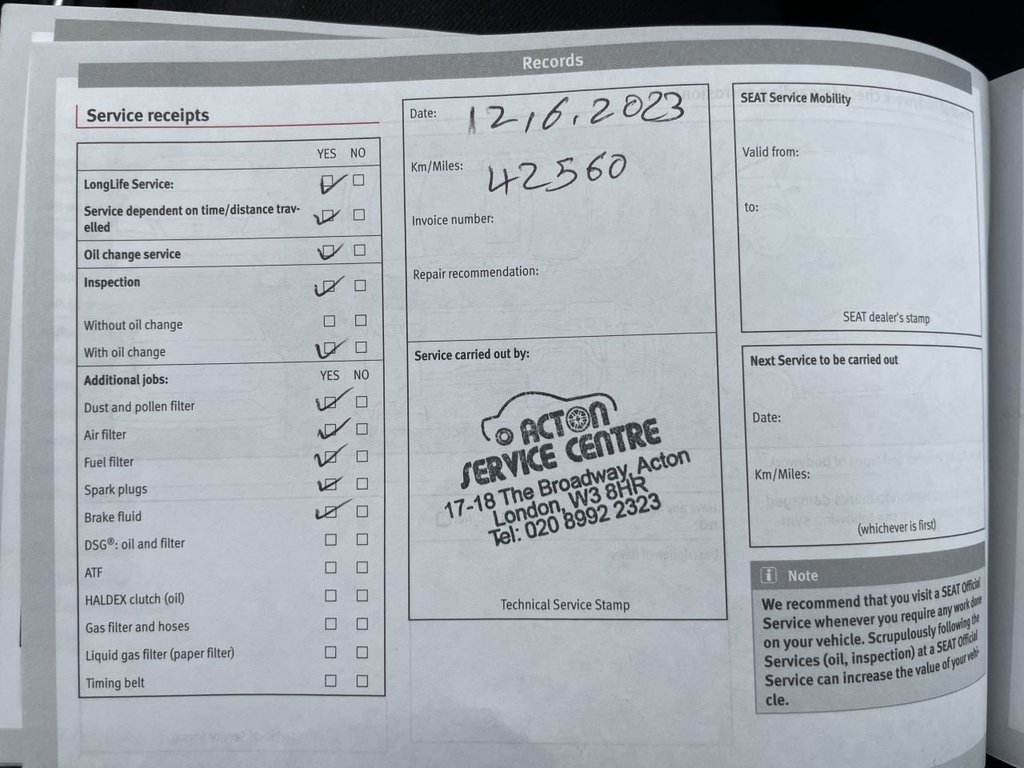 Records
Service receipts
YES NO
LongLife Service:
Service dependent on time/distance trav-
elled
Oil change service
Inspection
Without oil change
With oil change
Additional jobs: YES NO
Dust and pollen filter
Air filter
Fuel filter
Spark plugs
Brake fluid
DSG®: oil and filter
ATF
HALDEX clutch (oil)
Gas filter and hoses
Liquid gas filter (paper filter)
Timing belt
Date: 12,6,2023
Km/Miles: 42560
Invoice number:
Repair recommendation:
Service carried out by:
ACTON
SERVICE CENTRE
17-18 The Broadway, Acton
London, W3 8HR
Tel: 020 8992 2323
Technical Service Stamp
SEAT Service Mobility
Valid from:
to:
SEAT dealer's stamp
Next Service to be carried out
Date:
Km/Miles:
(whichever is first)
i Note
We recommend that you visit a SEAT Official
Service whenever you require any work done
on your vehicle. Scrupulously following the
Services (oil, inspection) at a SEAT Official
Service can increase the value of your vehi-
cle.